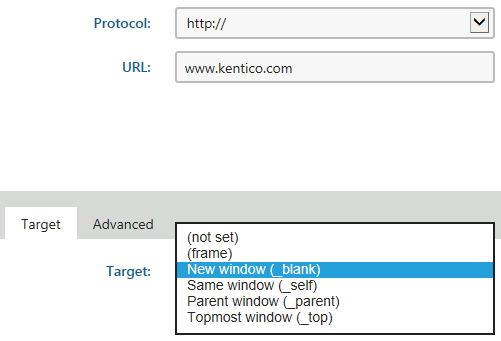 Protocol: http://
URL: www.kentico.com
Target Advanced
(not set)
(frame)
Target: New window (_blank)
Same window (_self)
Parent window (_parent)
Topmost window (_top)